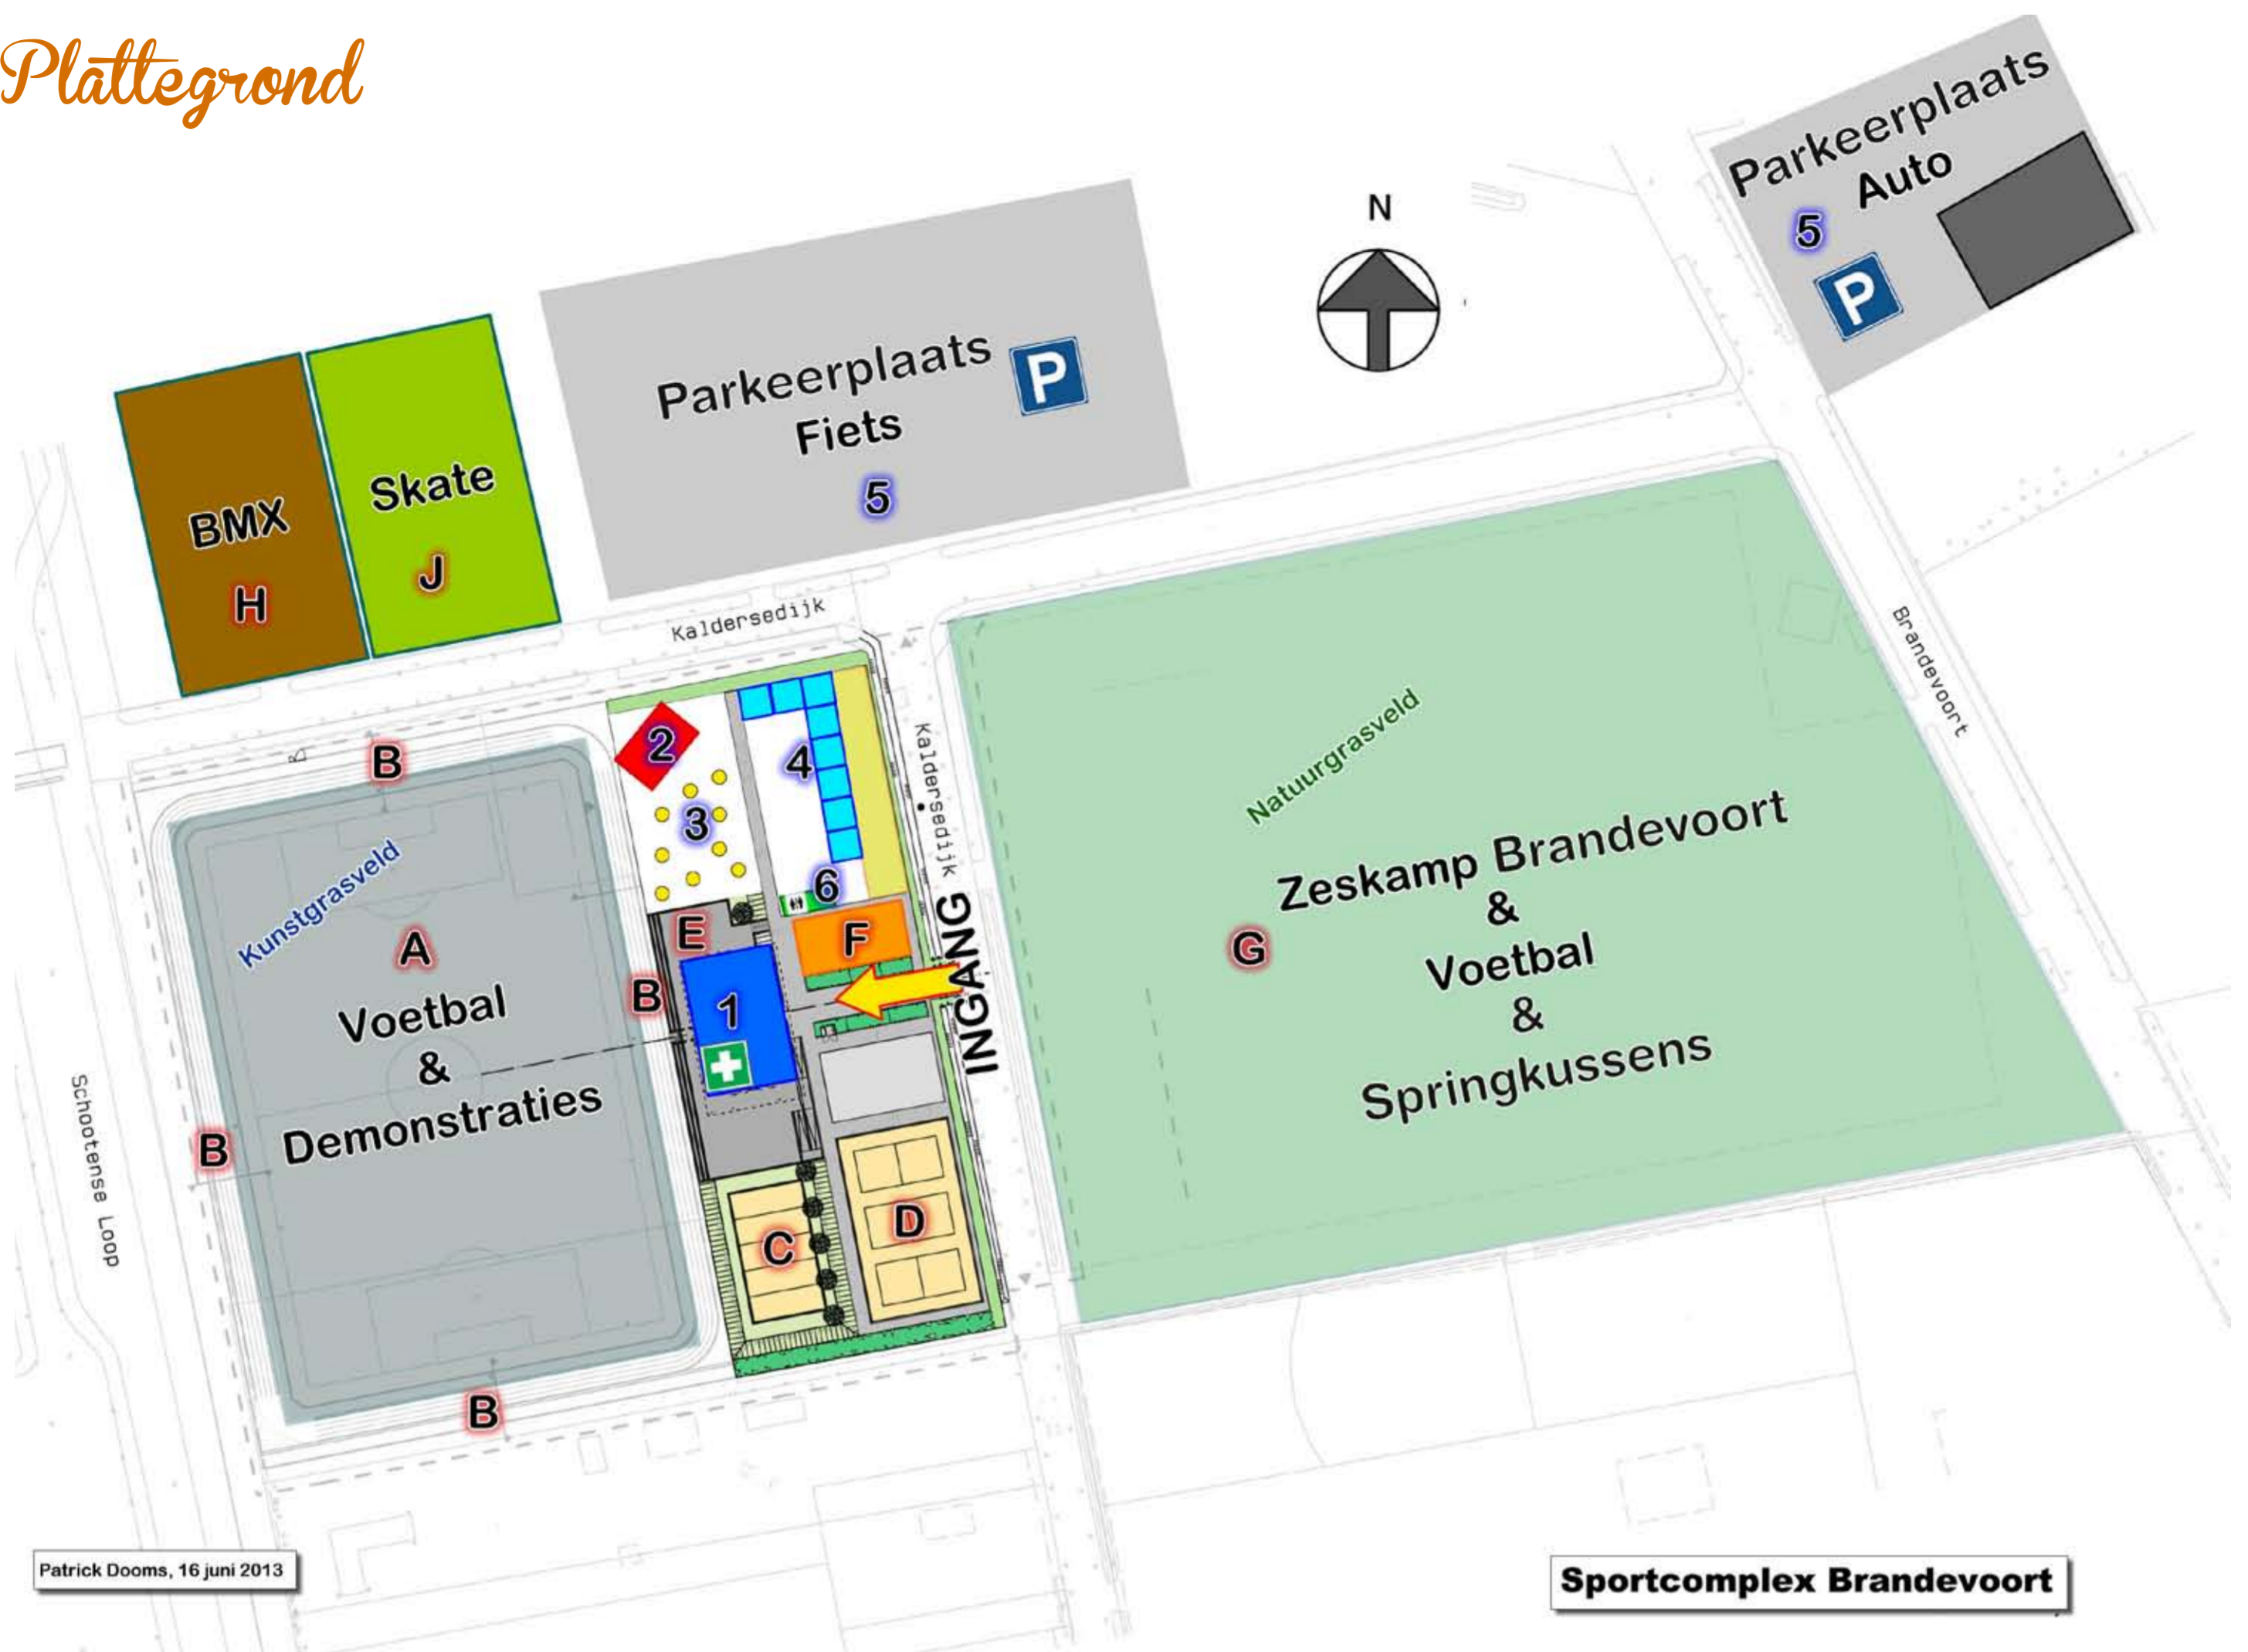 Plattegrond
Parkeerplaats
Auto
5
P
N
Parkeerplaats
P
Fiets
5
BMX
H
Skate
J
Kaldersedijk
Brandevoort
Kaldersedijk
B
2
4
3
6
Kunstgrasveld
A
Voetbal
&
Demonstraties
B
B
B
E
F
1
INGANG
C
D
Natuurgrasveld
G
Zeskamp Brandevoort
&
Voetbal
&
Springkussens
Schootense Loop
Patrick Dooms, 16 juni 2013
Sportcomplex Brandevoort